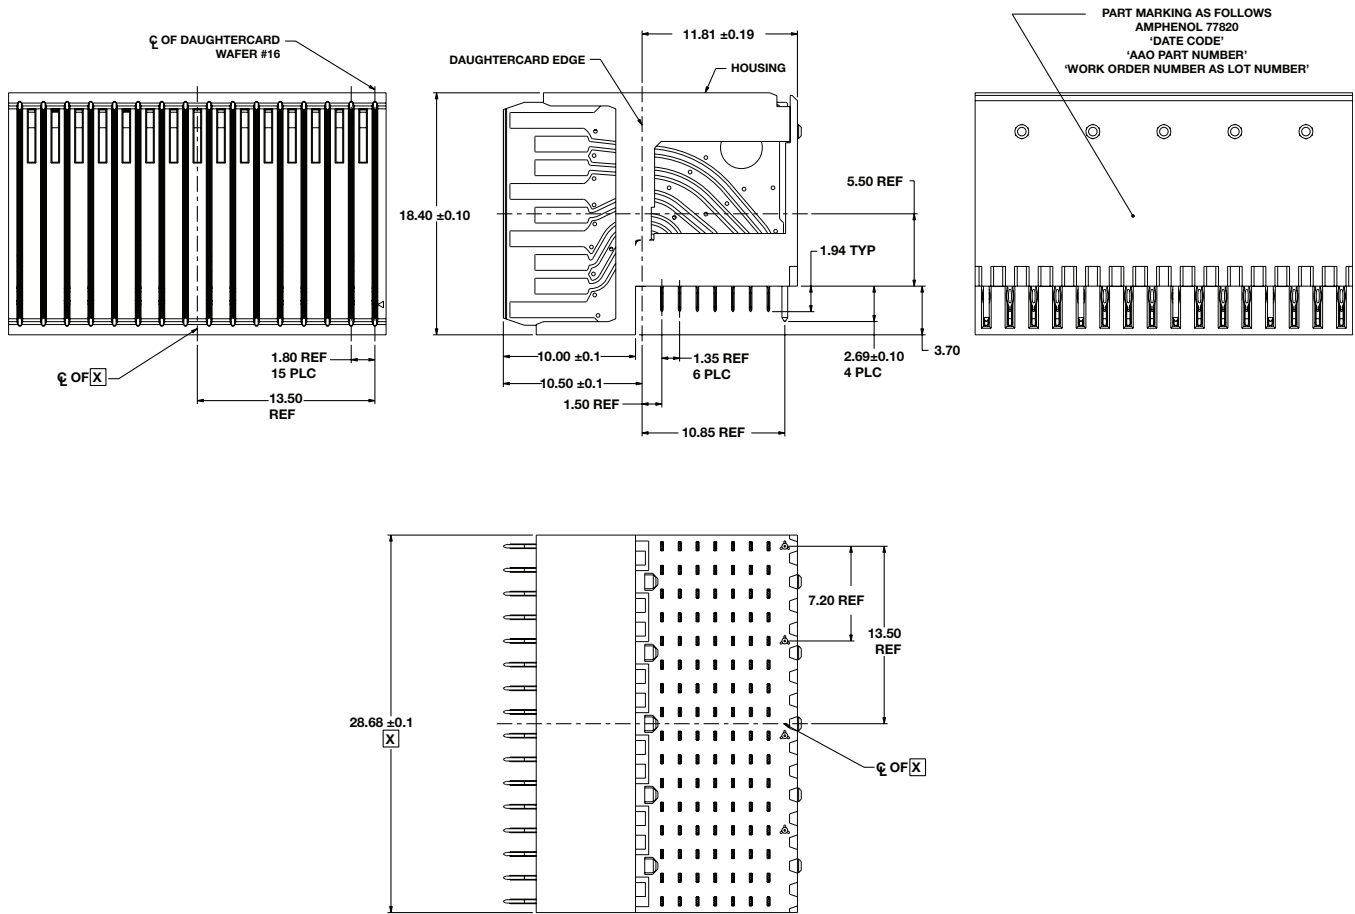 ℄ OF DAUGHTERCARD
WAFER #16
1.80 REF
15 PLC
℄ OF X
13.50
REF
11.81 ±0.19
DAUGHTERCARD EDGE
HOUSING
18.40 ±0.10
5.50 REF
1.94 TYP
10.00 ±0.1
1.35 REF
6 PLC
2.69±0.10
4 PLC
3.70
10.50 ±0.1
1.50 REF
10.85 REF
PART MARKING AS FOLLOWS
AMPHENOL 77820
‘DATE CODE’
‘AAO PART NUMBER’
‘WORK ORDER NUMBER AS LOT NUMBER’
7.20 REF
13.50
REF
28.68 ±0.1
X
℄ OF X